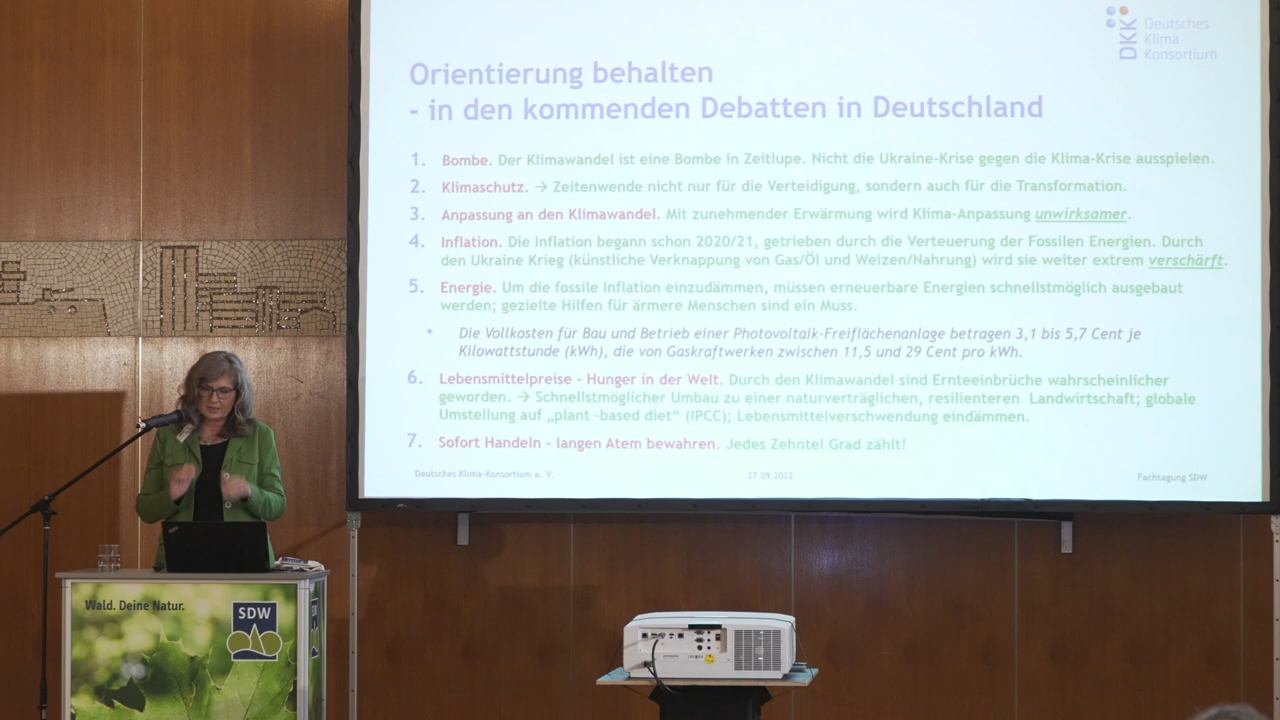 DKK Deutsches
Klima
Konsortium
Orientierung behalten
- in den kommenden Debatten in Deutschland
1. Bombe. Der Klimawandel ist eine Bombe in Zeitlupe. Nicht die Ukraine-Krise gegen die Klima-Krise ausspielen.
2. Klimaschutz. → Zeitenwende nicht nur für die Verteidigung, sondern auch für die Transformation.
3. Anpassung an den Klimawandel. Mit zunehmender Erwärmung wird Klima-Anpassung unwirksamer.
4. Inflation. Die Inflation begann schon 2020/21, getrieben durch die Verteuerung der Fossilen Energien. Durch
den Ukraine Krieg (künstliche Verknappung von Gas/Öl und Weizen/Nahrung) wird sie weiter extrem verschärft.
5. Energie. Um die fossile Inflation einzudämmen, müssen erneuerbare Energien schnellstmöglich ausgebaut
werden; gezielte Hilfen für ärmere Menschen sind ein Muss.
• Die Vollkosten für Bau und Betrieb einer Photovoltaik-Freiflächenanlage betragen 3,1 bis 5,7 Cent je
Kilowattstunde (kWh), die von Gaskraftwerken zwischen 11,5 und 29 Cent pro kWh.
6. Lebensmittelpreise - Hunger in der Welt. Durch den Klimawandel sind Ernteeinbrüche wahrscheinlicher
geworden. → Schnellstmöglicher Umbau zu einer naturverträglichen, resilienteren Landwirtschaft; globale
Umstellung auf „plant -based diet“ (IPCC); Lebensmittelverschwendung eindämmen.
7. Sofort Handeln - langen Atem bewahren. Jedes Zehntel Grad zählt!
Deutsches Klima-Konsortium e. V. 27.09.2022 Fachtagung SDW
Wald. Deine Natur.
SDW